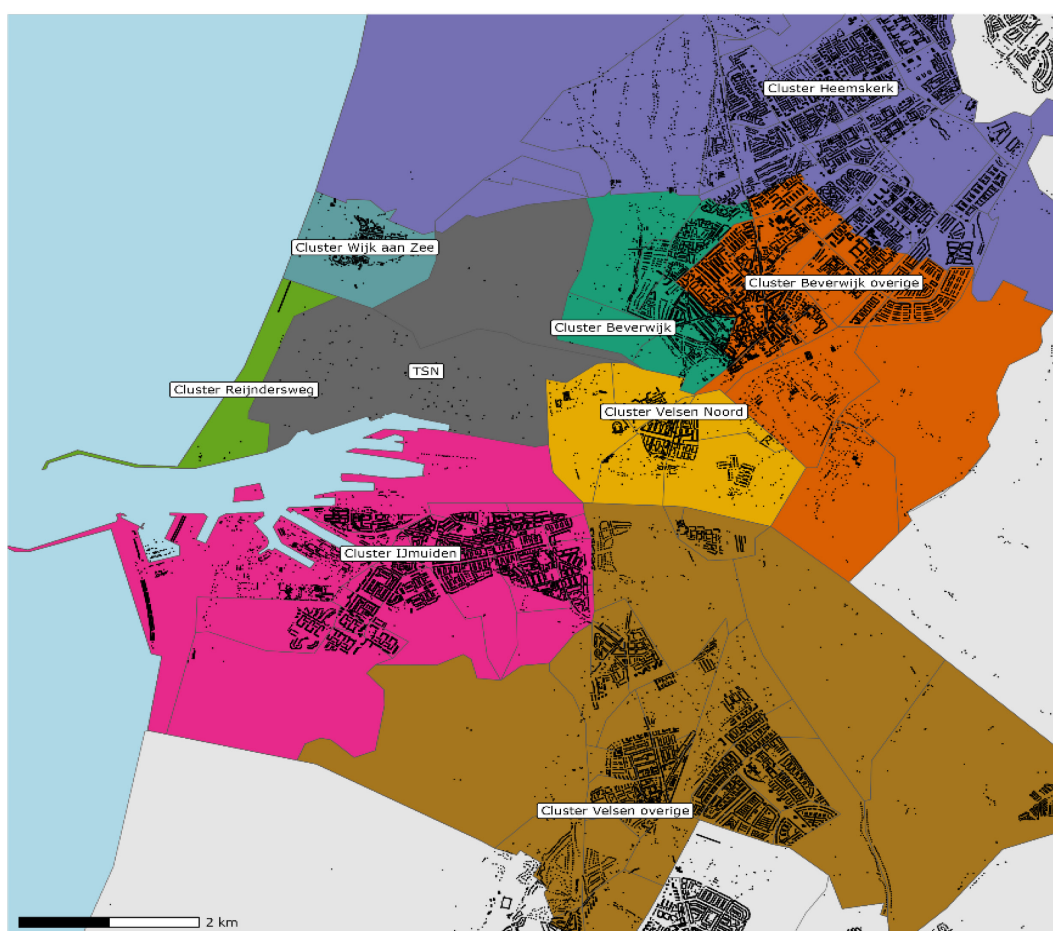 Cluster Heemskerk
Cluster Wijk aan Zee
Cluster Beverwijk overige
Cluster Beverwijk
TSN
Cluster Reijndersweg
Cluster Velsen Noord
Cluster IJmuiden
Cluster Velsen overige
2 km